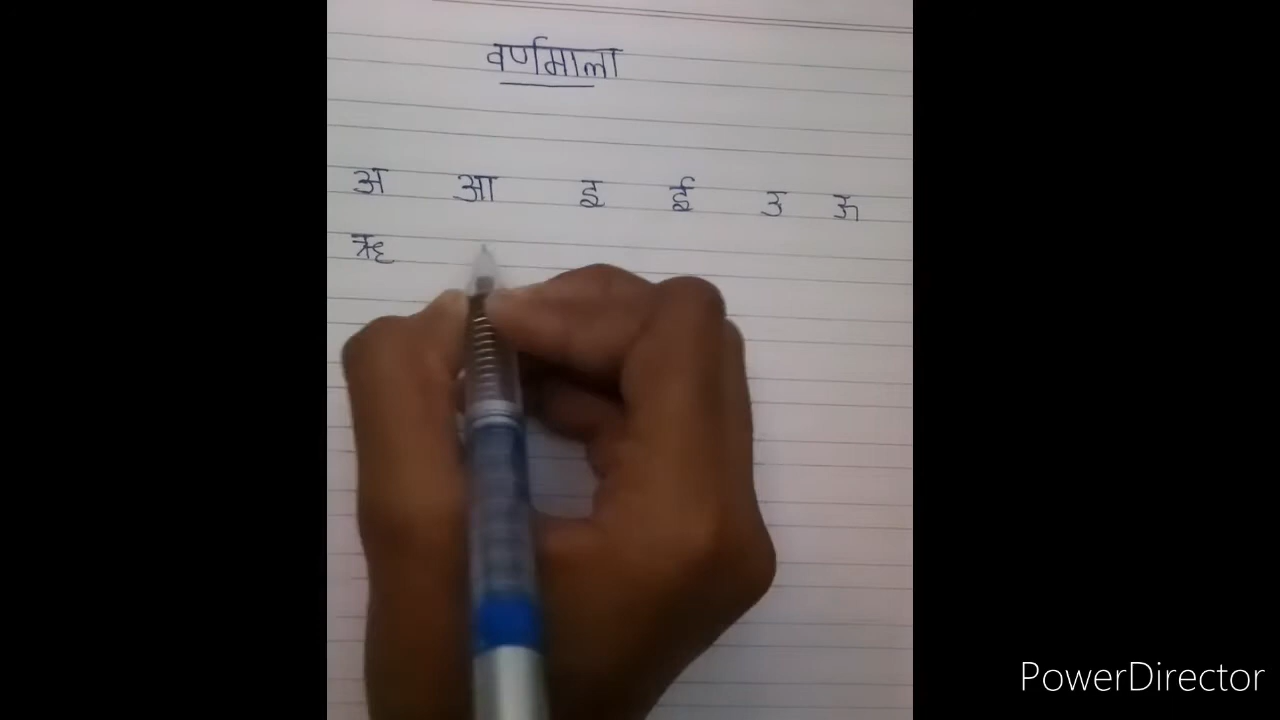 वर्णमाला
अ आ इ ई उ ऊ
ऋ
PowerDirector